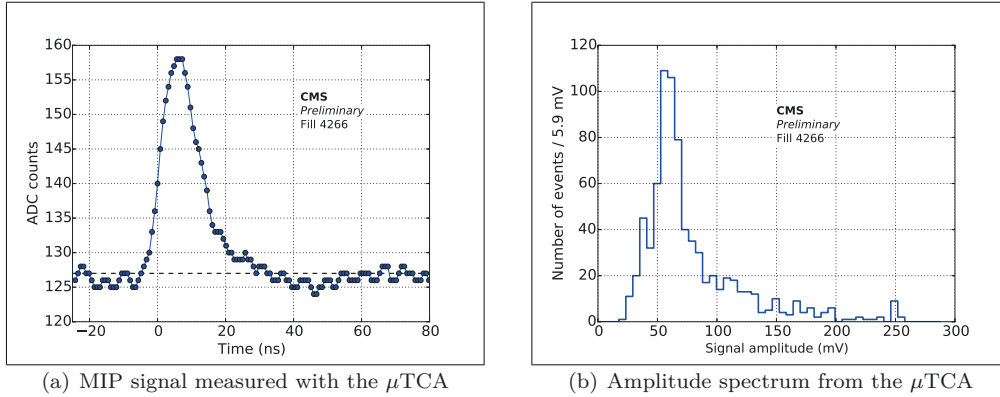 160
155
150
145
140
135
130
125
120
ADC counts
CMS
Preliminary
Fill 4266
−20 0 20 40 60 80
Time (ns)
(a) MIP signal measured with the μTCA
120
100
80
60
40
20
0
Number of events / 5.9 mV
CMS
Preliminary
Fill 4266
0 50 100 150 200 250 300
Signal amplitude (mV)
(b) Amplitude spectrum from the μTCA